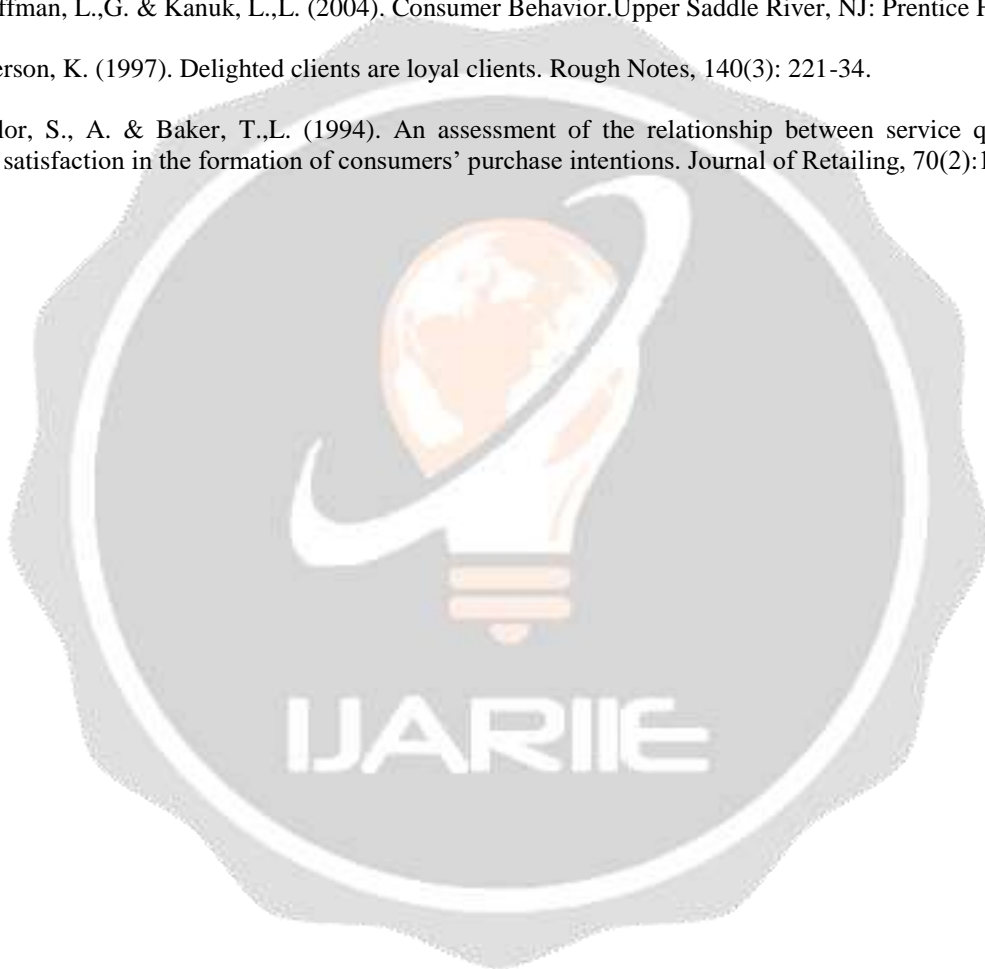 ffman, L.,G. & Kanuk, L.,L. (2004). Consumer Behavior.Upper Saddle River, NJ: Prentice
erson, K. (1997). Delighted clients are loyal clients. Rough Notes, 140(3): 221-34.
lor, S., A. & Baker, T.,L. (1994). An assessment of the relationship between service q
satisfaction in the formation of consumers’ purchase intentions. Journal of Retailing, 70(2):1
IJARIIE